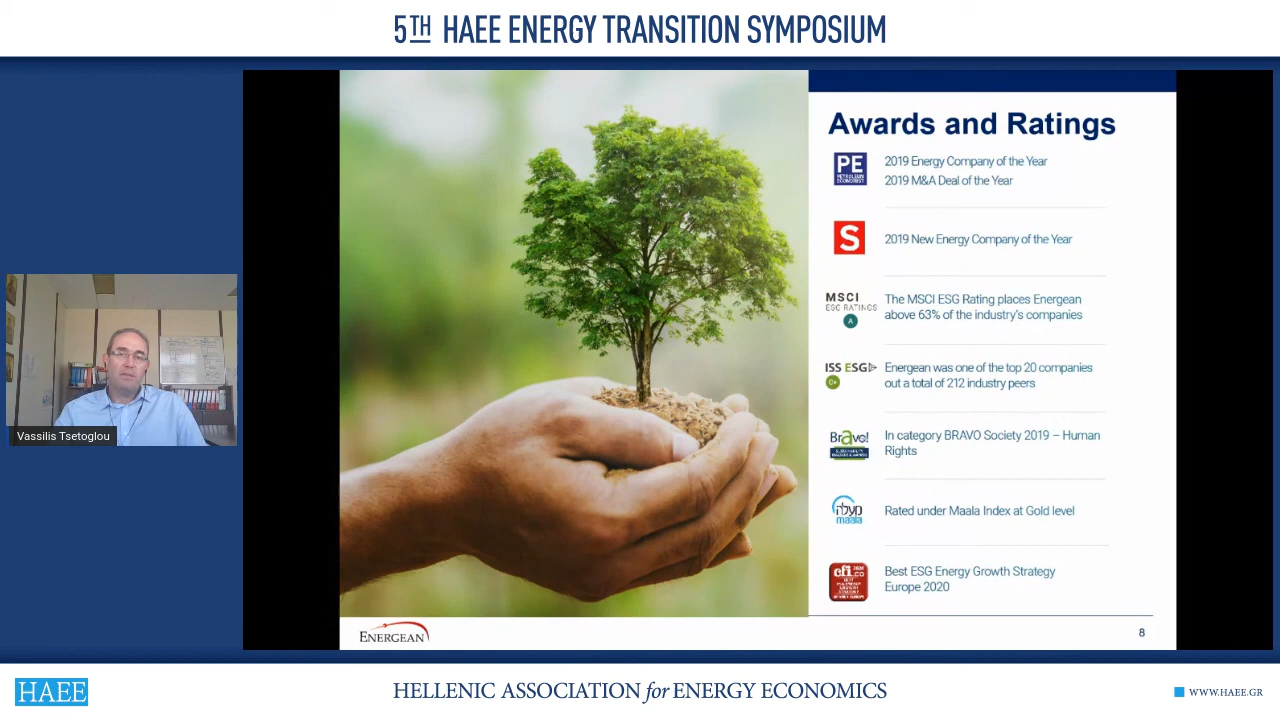 5TH HAEE ENERGY TRANSITION SYMPOSIUM
Vassilis Tsetoglou
Awards and Ratings
PE
PETROLEUM
ECONOMIST
2019 Energy Company of the Year
2019 M&A Deal of the Year
S
2019 New Energy Company of the Year
MSCI
ESG RATINGS
A
The MSCI ESG Rating places Energean
above 63% of the industry's companies
ISS ESG
C+
Energean was one of the top 20 companies
out a total of 212 industry peers
Bravo!
In category BRAVO Society 2019 – Human
Rights
maala
Rated under Maala Index at Gold level
cfi.co
Best ESG Energy Growth Strategy
Europe 2020
ENERGEAN
8
HAEE
HELLENIC ASSOCIATION for ENERGY ECONOMICS
WWW.HAEE.GR